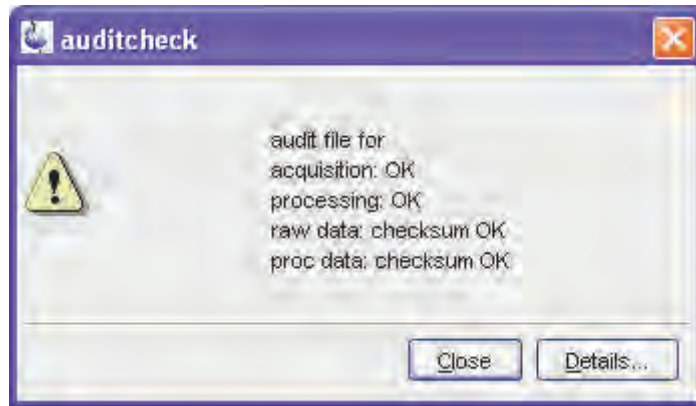 auditcheck
audit file for
acquisition: OK
processing: OK
raw data: checksum OK
proc data: checksum OK
Close Details...